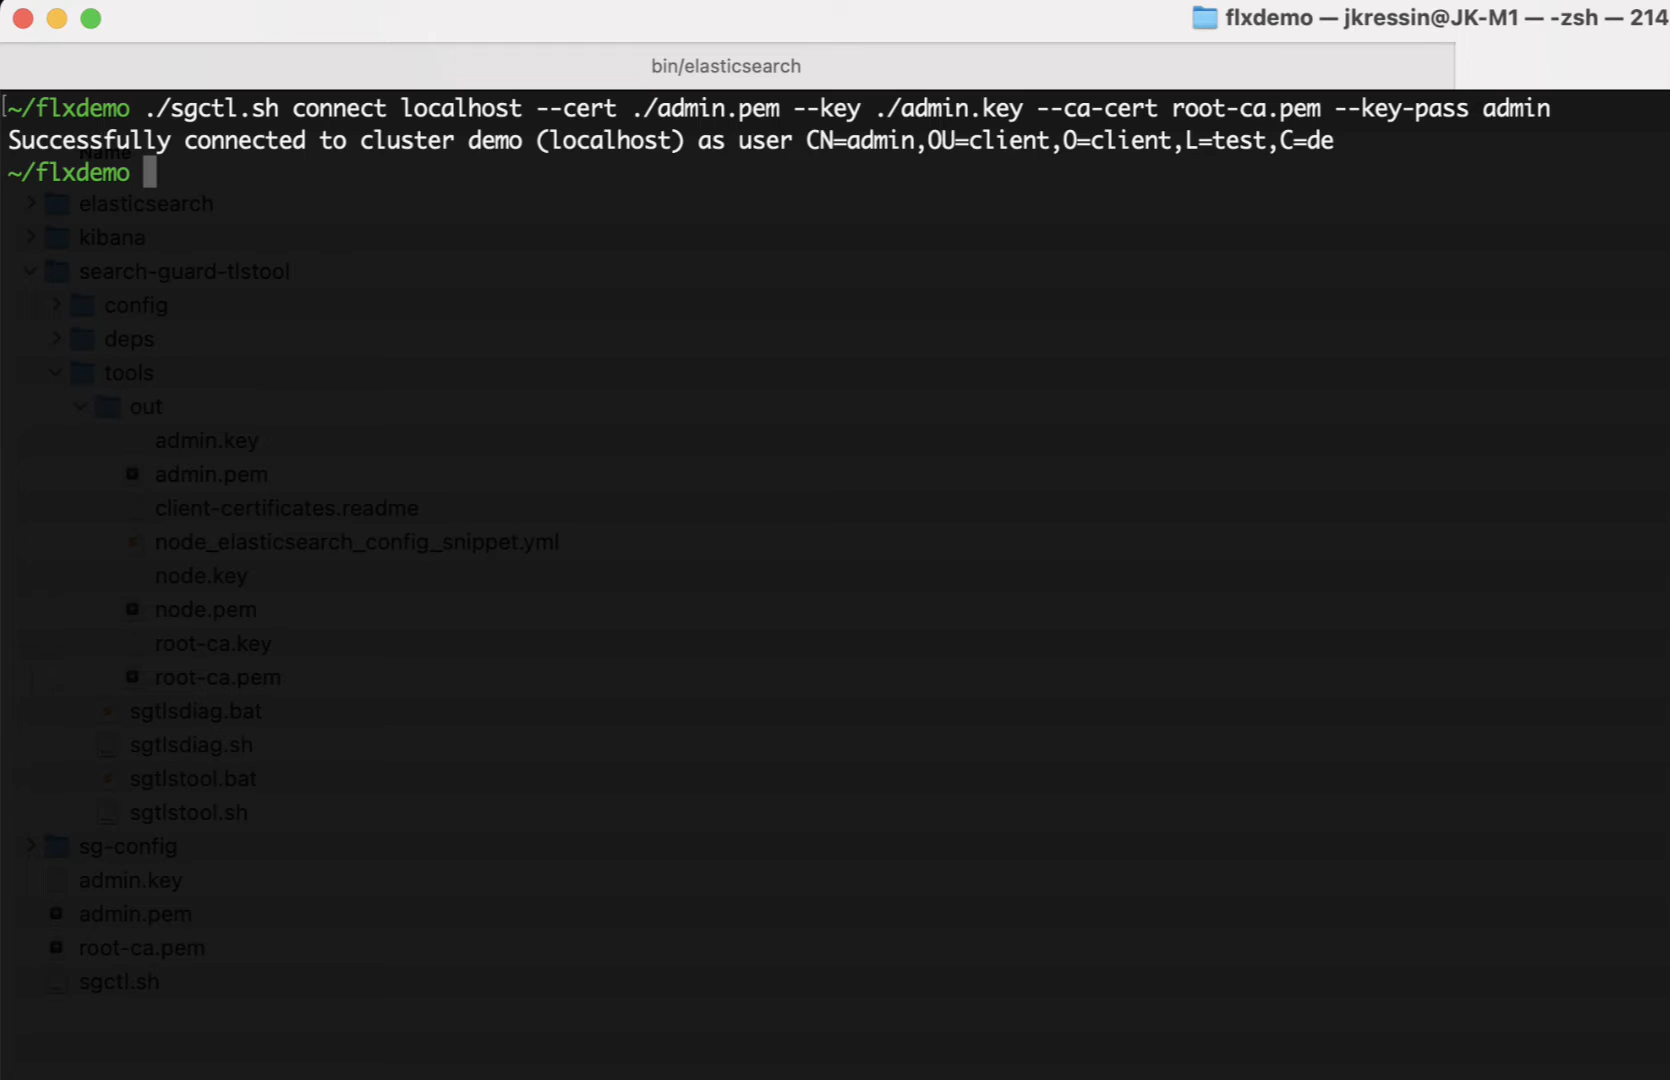 flxdemo — jkressin@JK-M1 — -zsh — 214
bin/elasticsearch
~/flxdemo ./sgctl.sh connect localhost --cert ./admin.pem --key ./admin.key --ca-cert root-ca.pem --key-pass admin
Successfully connected to cluster demo (localhost) as user CN=admin,OU=client,O=client,L=test,C=de
Name
~/flxdemo
elasticsearch
kibana
search-guard-tlstool
config
deps
tools
out
admin.key
admin.pem
client-certificates.readme
node_elasticsearch_config_snippet.yml
node.key
node.pem
root-ca.key
root-ca.pem
sgtlsdiag.bat
sgtlsdiag.sh
sgtlstool.bat
sgtlstool.sh
sg-config
admin.key
admin.pem
root-ca.pem
sgctl.sh